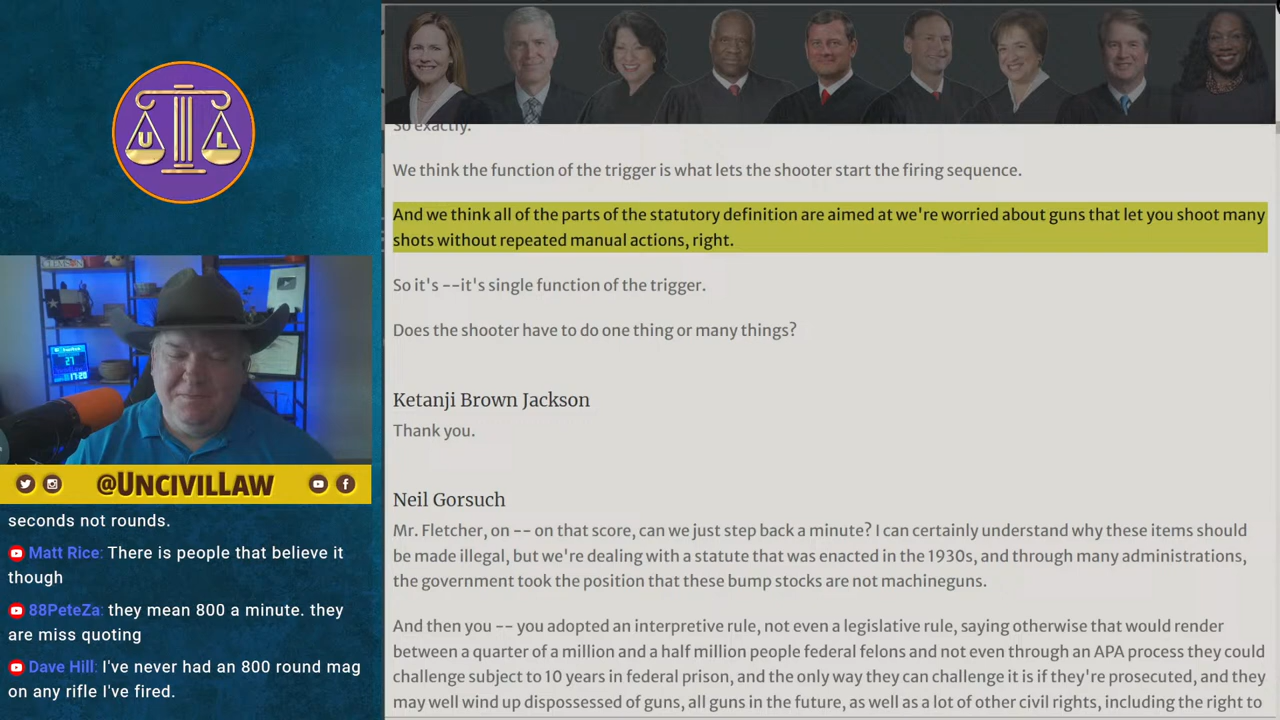 U L
So exactly.
We think the function of the trigger is what lets the shooter start the firing sequence.
And we think all of the parts of the statutory definition are aimed at we're worried about guns that let you shoot many
shots without repeated manual actions, right.
So it's --it's single function of the trigger.
Does the shooter have to do one thing or many things?
Ketanji Brown Jackson
Thank you.
Neil Gorsuch
Mr. Fletcher, on -- on that score, can we just step back a minute? I can certainly understand why these items should
be made illegal, but we're dealing with a statute that was enacted in the 1930s, and through many administrations,
the government took the position that these bump stocks are not machineguns.
And then you -- you adopted an interpretive rule, not even a legislative rule, saying otherwise that would render
between a quarter of a million and a half million people federal felons and not even through an APA process they could
challenge subject to 10 years in federal prison, and the only way they can challenge it is if they're prosecuted, and they
may well wind up dispossessed of guns, all guns in the future, as well as a lot of other civil rights, including the right to
@UNCIVILLAW
seconds not rounds.
Matt Rice: There is people that believe it
though
88PeteZa: they mean 800 a minute. they
are miss quoting
Dave Hill: I've never had an 800 round mag
on any rifle I've fired.